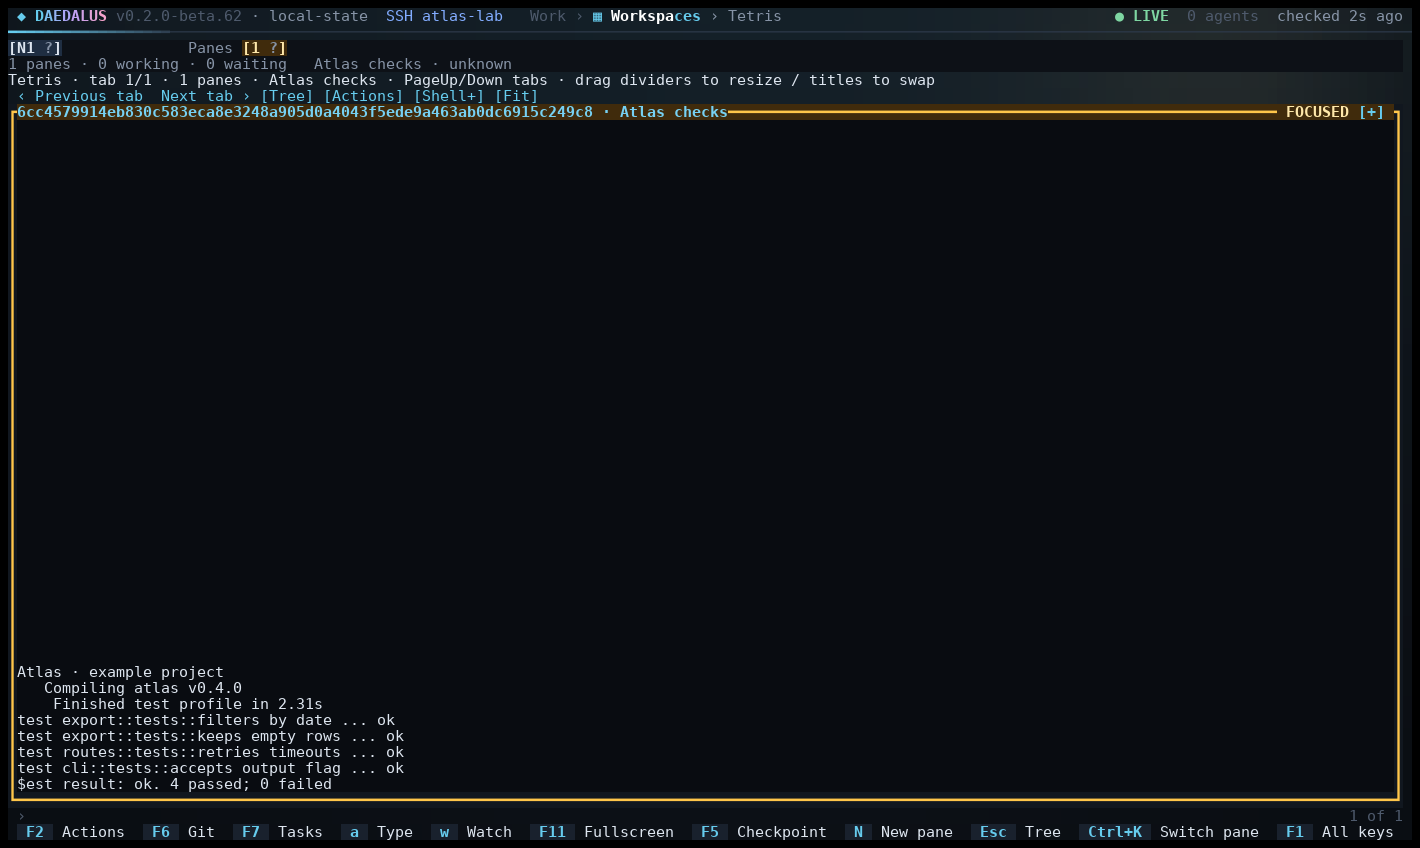 ◆ DAEDALUS v0.2.0-beta.62 · local-state  SSH atlas-lab   Work › ▦ Workspaces › Tetris   ● LIVE  0 agents  checked 2s ago
[N1 ?]              Panes [1 ?]
1 panes · 0 working · 0 waiting   Atlas checks · unknown
Tetris · tab 1/1 · 1 panes · Atlas checks · PageUp/Down tabs · drag dividers to resize / titles to swap
‹ Previous tab  Next tab › [Tree] [Actions] [Shell+] [Fit]
6cc4579914eb830c583eca8e3248a905d0a4043f5ede9a463ab0dc6915c249c8 · Atlas checks   FOCUSED [+]
Atlas · example project
   Compiling atlas v0.4.0
    Finished test profile in 2.31s
test export::tests::filters by date ... ok
test export::tests::keeps empty rows ... ok
test routes::tests::retries timeouts ... ok
test cli::tests::accepts output flag ... ok
$est result: ok. 4 passed; 0 failed
›   1 of 1
F2 Actions  F6 Git  F7 Tasks  a Type  w Watch  F11 Fullscreen  F5 Checkpoint  N New pane  Esc Tree  Ctrl+K Switch pane  F1 All keys